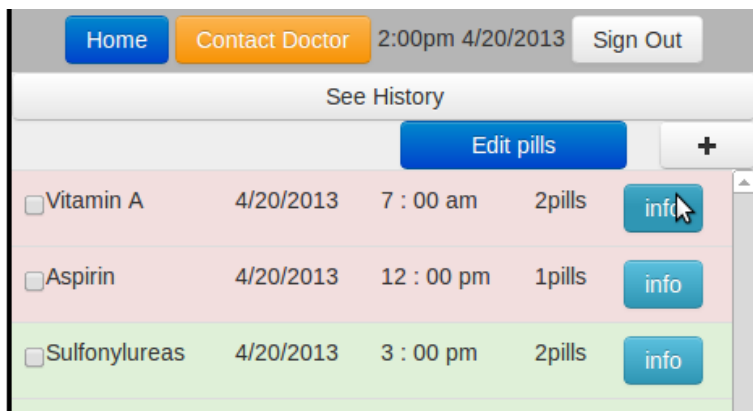 Home Contact Doctor 2:00pm 4/20/2013 Sign Out
See History
Edit pills +
Vitamin A 4/20/2013 7 : 00 am 2pills info
Aspirin 4/20/2013 12 : 00 pm 1pills info
Sulfonylureas 4/20/2013 3 : 00 pm 2pills info